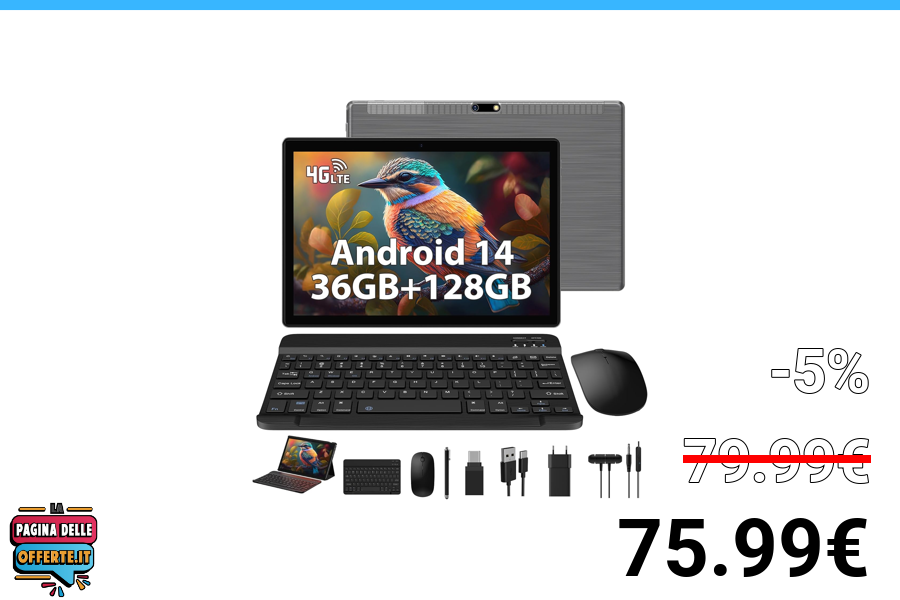 4G LTE
Android 14
36GB+128GB
-5%
79.99€
75.99€
LA
PAGINA DELLE
OFFERTE.IT